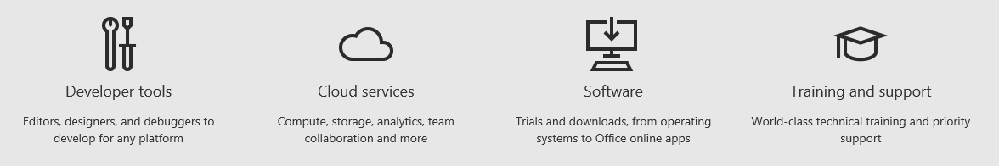 Developer tools
Editors, designers, and debuggers to
develop for any platform
Cloud services
Compute, storage, analytics, team
collaboration and more
Software
Trials and downloads, from operating
systems to Office online apps
Training and support
World-class technical training and priority
support